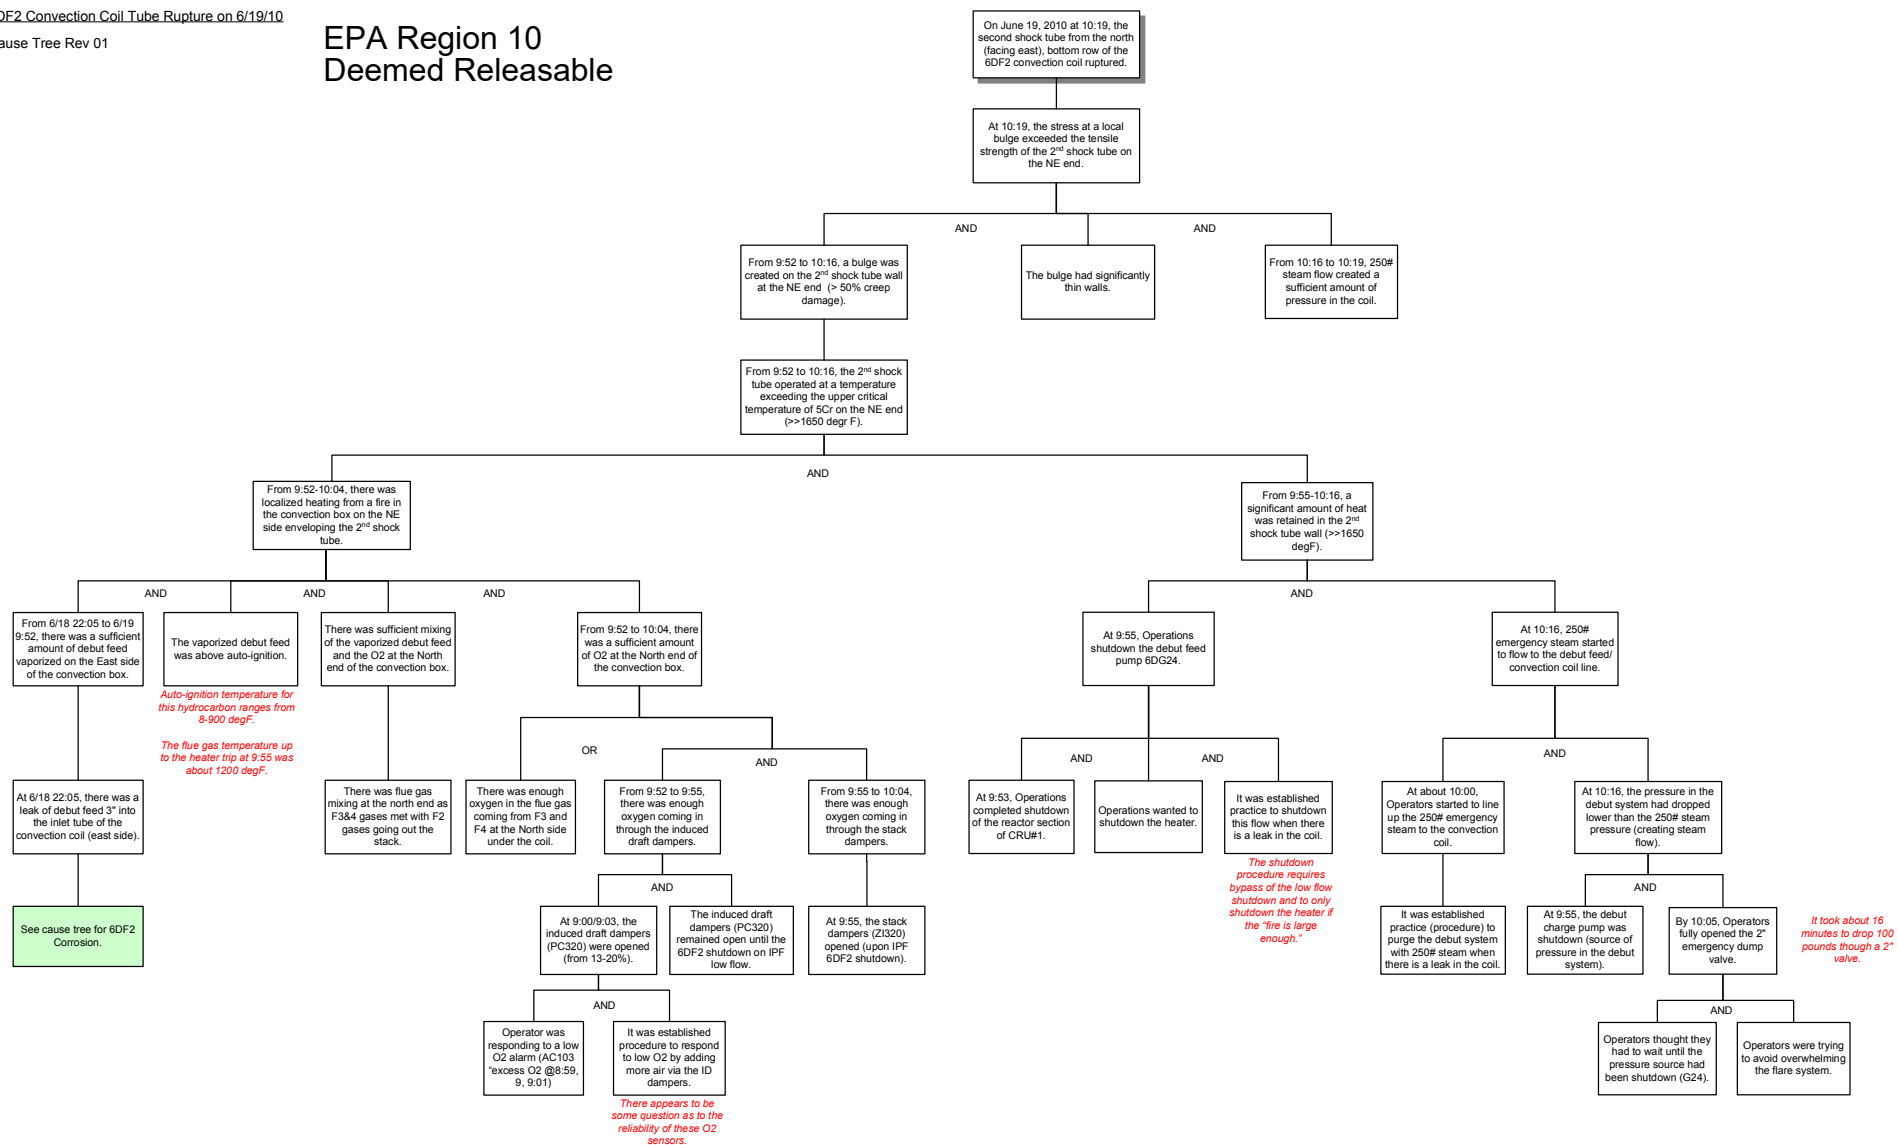 DF2 Convection Coil Tube Rupture on 6/19/10
ause Tree Rev 01
EPA Region 10
Deemed Releasable
On June 19, 2010 at 10:19, the
second shock tube from the north
(facing east), bottom row of the
6DF2 convection coil ruptured.
At 10:19, the stress at a local
bulge exceeded the tensile
strength of the 2nd shock tube on
the NE end.
AND
AND
From 9:52 to 10:16, a bulge was
created on the 2nd shock tube wall
at the NE end (> 50% creep
damage).
The bulge had significantly
thin walls.
From 10:16 to 10:19, 250#
steam flow created a
sufficient amount of
pressure in the coil.
From 9:52 to 10:16, the 2nd shock
tube operated at a temperature
exceeding the upper critical
temperature of 5Cr on the NE end
(>>1650 degr F).
AND
From 9:52-10:04, there was
localized heating from a fire in
the convection box on the NE
side enveloping the 2nd shock
tube.
From 9:55-10:16, a
significant amount of heat
was retained in the 2nd
shock tube wall (>>1650
degF).
AND
AND
AND
AND
From 6/18 22:05 to 6/19
9:52, there was a sufficient
amount of debut feed
vaporized on the East side
of the convection box.
The vaporized debut feed
was above auto-ignition.
There was sufficient mixing
of the vaporized debut feed
and the O2 at the North
end of the convection box.
From 9:52 to 10:04, there
was a sufficient amount
of O2 at the North end of
the convection box.
At 9:55, Operations
shutdown the debut feed
pump 6DG24.
At 10:16, 250#
emergency steam started
to flow to the debut feed/
convection coil line.
Auto-ignition temperature for
this hydrocarbon ranges from
8-900 degF.
The flue gas temperature up
to the heater trip at 9:55 was
about 1200 degF.
OR
AND
AND
AND
AND
At 6/18 22:05, there was a
leak of debut feed 3" into
the inlet tube of the
convection coil (east side).
There was flue gas
mixing at the north end as
F3&4 gases met with F2
gases going out the
stack.
There was enough
oxygen in the flue gas
coming from F3 and
F4 at the North side
under the coil.
From 9:52 to 9:55,
there was enough
oxygen coming in
through the induced
draft dampers.
From 9:55 to 10:04,
there was enough
oxygen coming in
through the stack
dampers.
At 9:53, Operations
completed shutdown
of the reactor section
of CRU#1.
Operations wanted to
shutdown the heater.
It was established
practice to shutdown
this flow when there
is a leak in the coil.
At about 10:00,
Operators started to line
up the 250# emergency
steam to the convection
coil.
At 10:16, the pressure in the
debut system had dropped
lower than the 250# steam
pressure (creating steam
flow).
The shutdown
procedure requires
bypass of the low flow
shutdown and to only
shutdown the heater if
the "fire is large
enough."
AND
AND
See cause tree for 6DF2
Corrosion.
At 9:00/9:03, the
induced draft dampers
(PC320) were opened
(from 13-20%).
The induced draft
dampers (PC320)
remained open until the
6DF2 shutdown on IPF
low flow.
At 9:55, the stack
dampers (ZI320)
opened (upon IPF
6DF2 shutdown).
It was established
practice (procedure) to
purge the debut system
with 250# steam when
there is a leak in the coil.
At 9:55, the debut
charge pump was
shutdown (source of
pressure in the debut
system).
By 10:05, Operators
fully opened the 2"
emergency dump
valve.
It took about 16
minutes to drop 100
pounds though a 2"
valve.
AND
AND
Operator was
responding to a low
O2 alarm (AC103
"excess O2 @8:59,
9, 9:01)
It was established
procedure to respond
to low O2 by adding
more air via the ID
dampers.
Operators thought they
had to wait until the
pressure source had
been shutdown (G24).
Operators were trying
to avoid overwhelming
the flare system.
There appears to be
some question as to the
reliability of these O2
sensors.